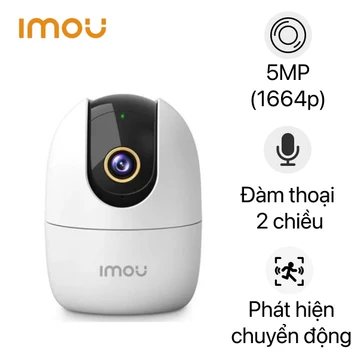 imou
5MP
(1664p)
Đàm thoại
2 chiều
imou
Phát hiện
chuyển động